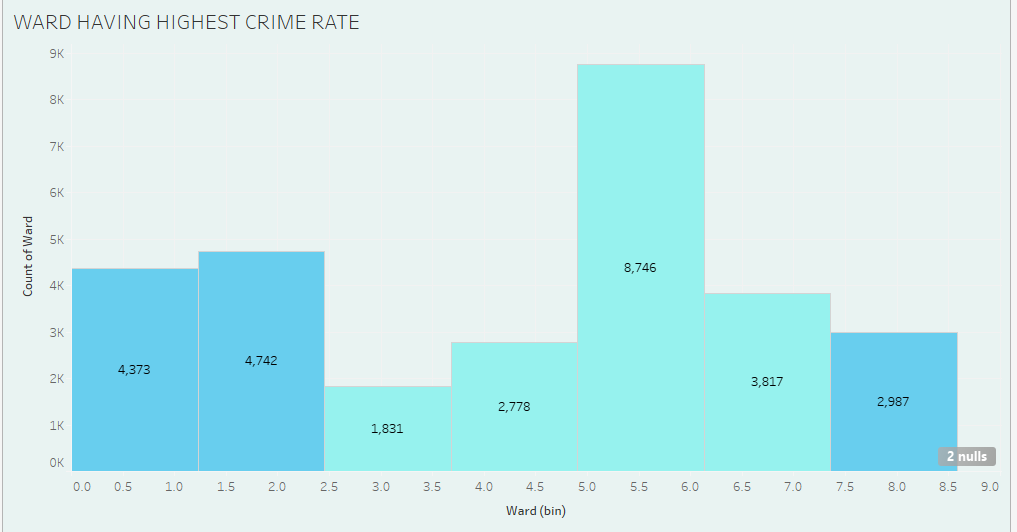 WARD HAVING HIGHEST CRIME RATE
9K
8K
7K
6K
5K
4K
3K
2K
1K
0K
Count of Ward
4,373
4,742
1,831
2,778
8,746
3,817
2,987
2 nulls
0.0 0.5 1.0 1.5 2.0 2.5 3.0 3.5 4.0 4.5 5.0 5.5 6.0 6.5 7.0 7.5 8.0 8.5 9.0
Ward (bin)